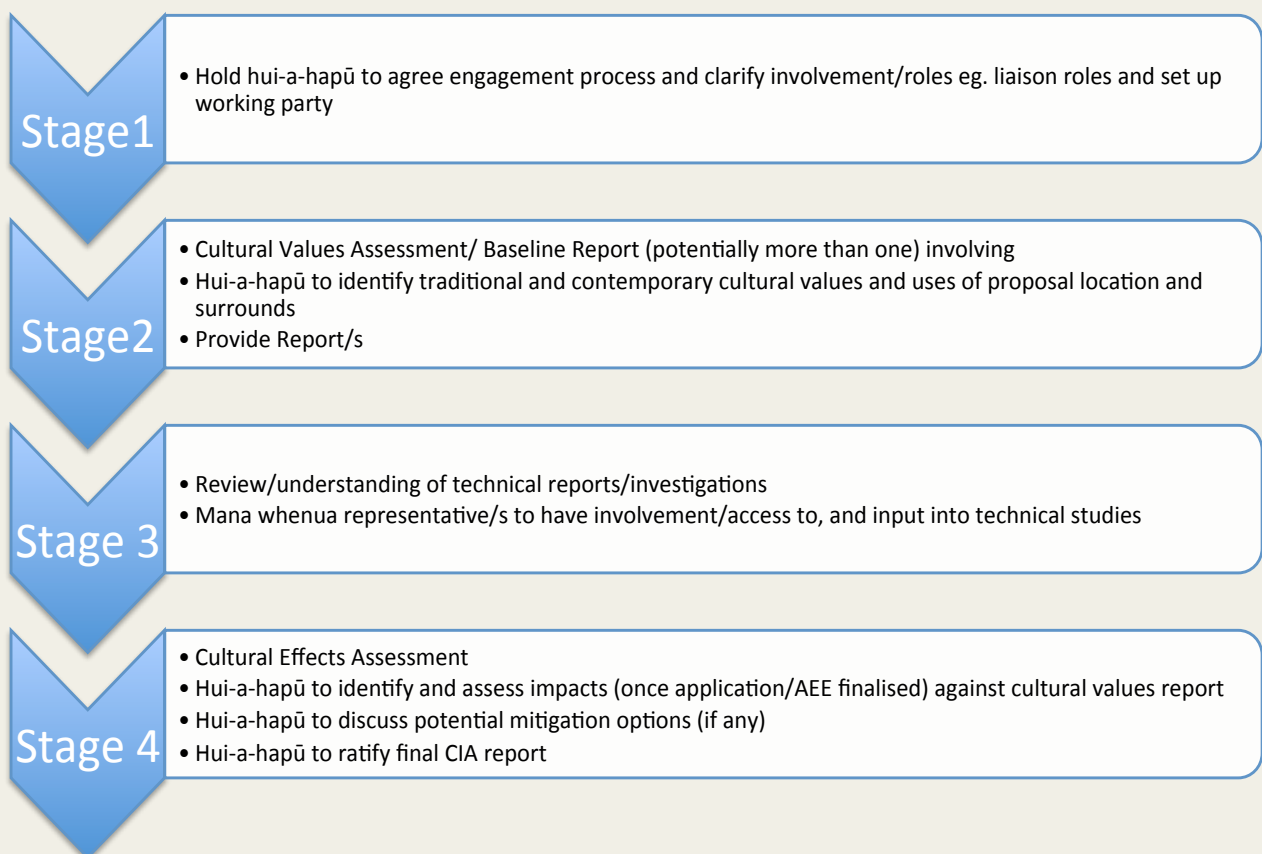 Stage1
• Hold hui-a-hapū to agree engagement process and clarify involvement/roles eg. liaison roles and set up
working party
Stage2
• Cultural Values Assessment/ Baseline Report (potentially more than one) involving
• Hui-a-hapū to identify traditional and contemporary cultural values and uses of proposal location and
surrounds
• Provide Report/s
Stage 3
• Review/understanding of technical reports/investigations
• Mana whenua representative/s to have involvement/access to, and input into technical studies
Stage 4
• Cultural Effects Assessment
• Hui-a-hapū to identify and assess impacts (once application/AEE finalised) against cultural values report
• Hui-a-hapū to discuss potential mitigation options (if any)
• Hui-a-hapū to ratify final CIA report